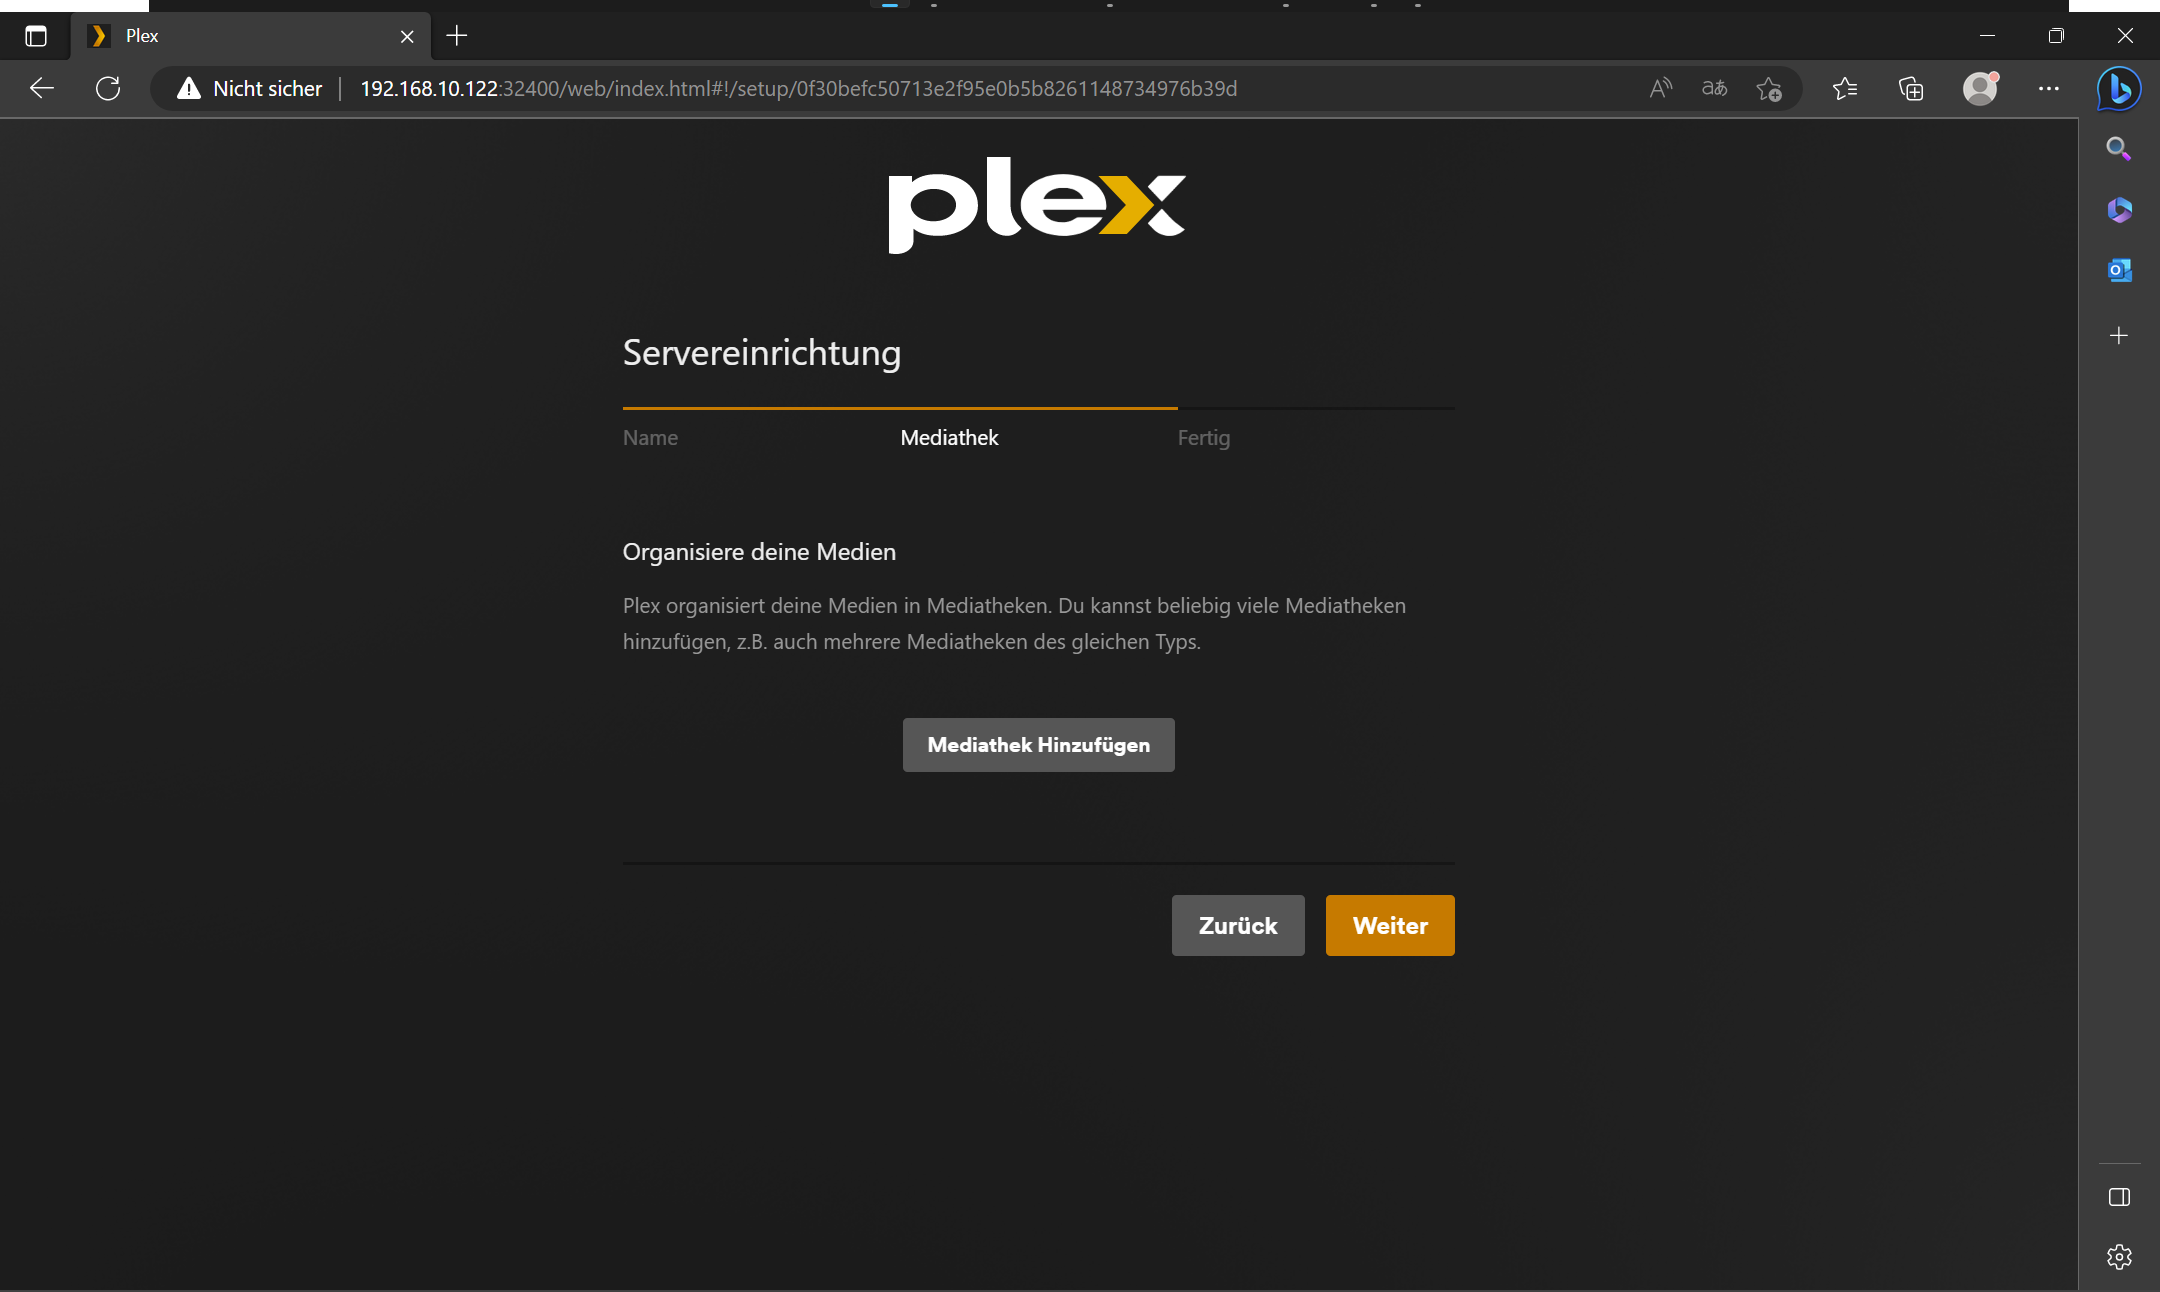 Plex
Nicht sicher
192.168.10.122:32400/web/index.html#!/setup/0f30befc50713e2f95e0b5b8261148734976b39d
plex
Servereinrichtung
Name
Mediathek
Fertig
Organisiere deine Medien
Plex organisiert deine Medien in Mediatheken. Du kannst beliebig viele Mediatheken
hinzufügen, z.B. auch mehrere Mediatheken des gleichen Typs.
Mediathek Hinzufügen
Zurück
Weiter